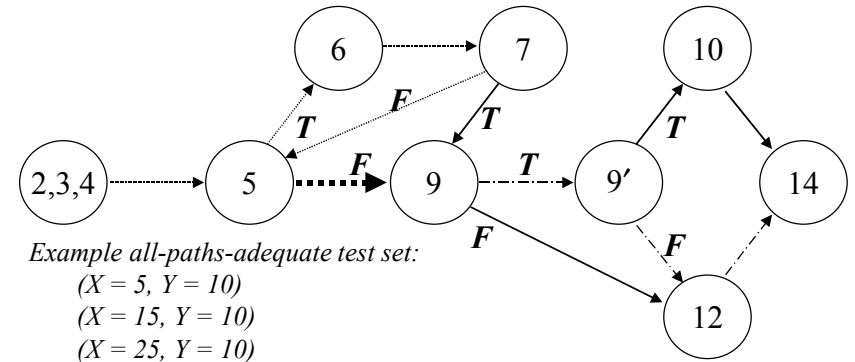 6
7
10
F
T
T
T
2,3,4
5
F
9
T
9′
14
F
F
12
Example all-paths-adequate test set:
(X = 5, Y = 10)
(X = 15, Y = 10)
(X = 25, Y = 10)